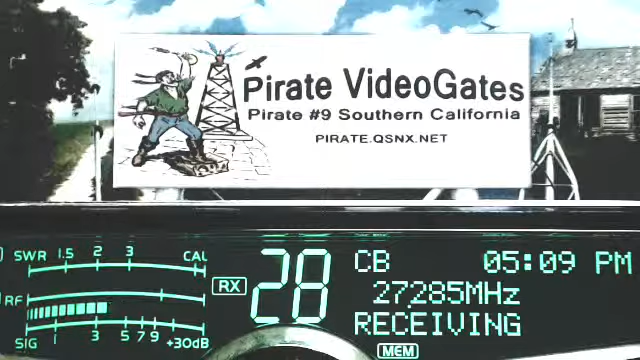 Pirate VideoGates
Pirate #9 Southern California
PIRATE.QSNX.NET
SWR 1.5 2 3 CAL
RX
28
CB 05:09 PM
27285MHz
RF
RECEIVING
SIG 1 3 5 7 9 +30dB
MEM